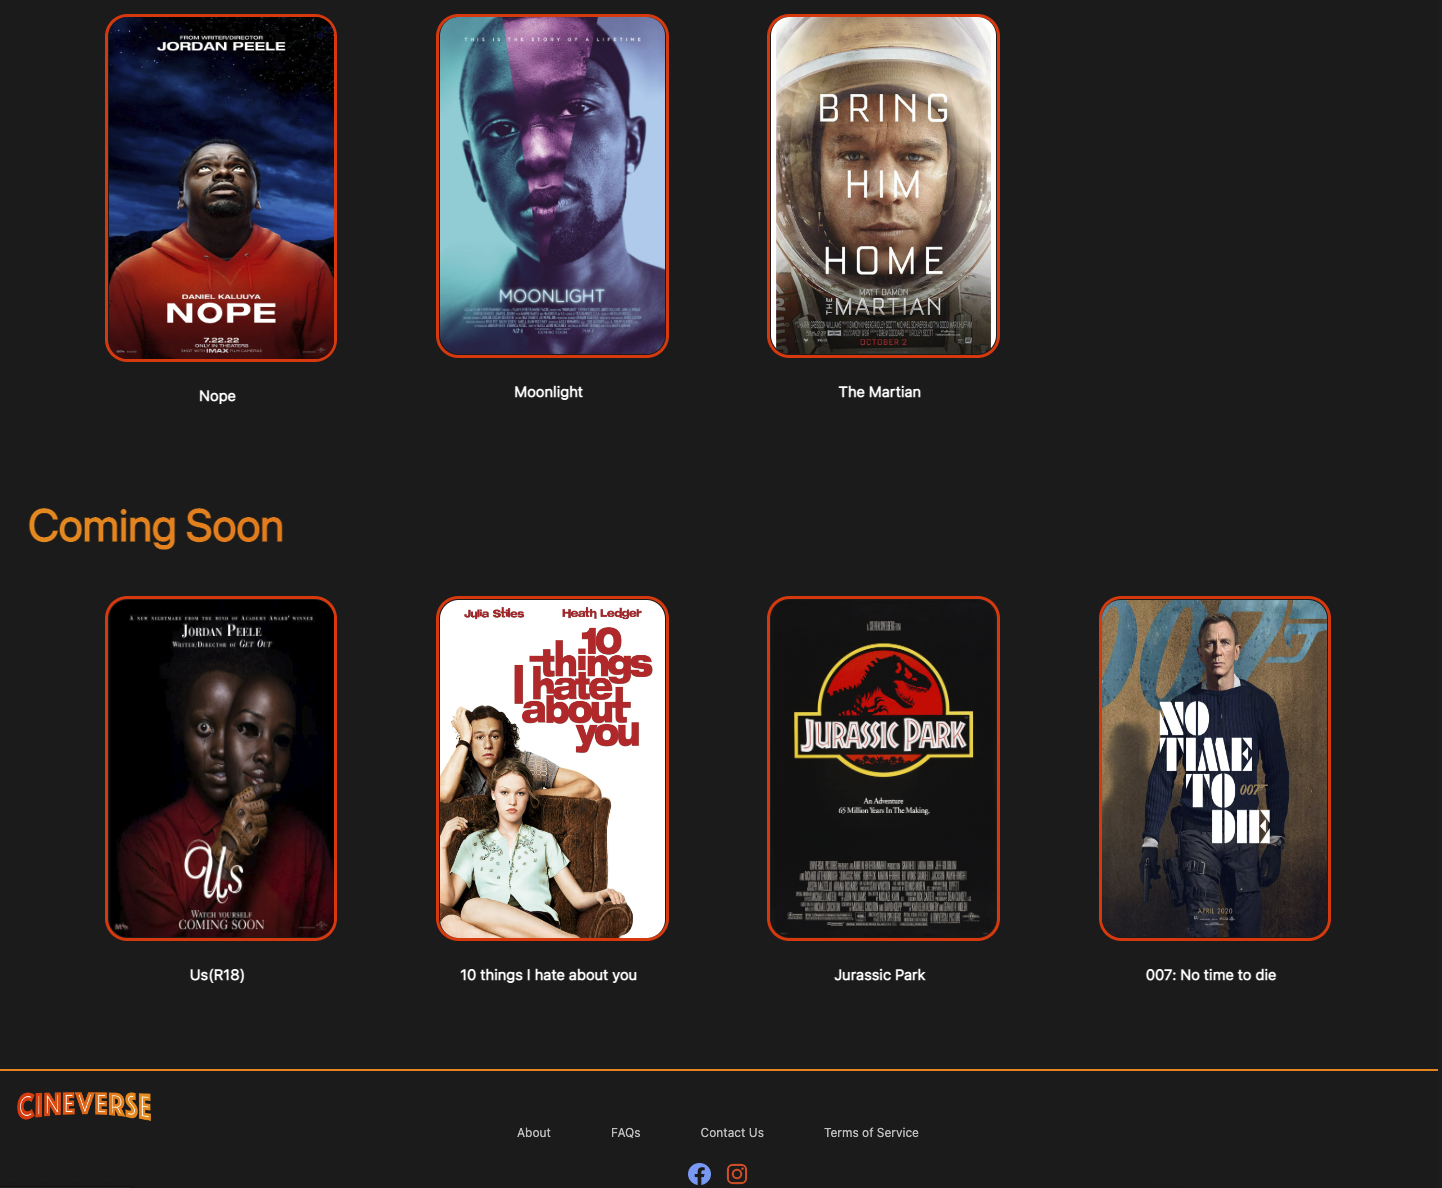 FROM WRITER/DIRECTOR
JORDAN PEELE
DANIEL KALUUYA
NOPE
7.22.22
ONLY IN THEATERS
SHOT WITH IMAX FILM CAMERAS
THIS IS THE STORY OF A LIFETIME
MOONLIGHT
BRING
HIM
HOME
MATT DAMON
THE MARTIAN
OCTOBER 2
Nope
Moonlight
The Martian
Coming Soon
A NEW NIGHTMARE FROM THE MIND OF ACADEMY AWARD® WINNER
JORDAN PEELE
WRITER/DIRECTOR OF GET OUT
Us
WATCH YOURSELF
COMING SOON
Julia Stiles Heath Ledger
10
things
I hate
about
you
JURASSIC PARK
An Adventure
65 Million Years In The Making.
007
NO
TIME
TO
007
DIE
APRIL 2020
Us(R18)
10 things I hate about you
Jurassic Park
007: No time to die
CINEVERSE
About FAQs Contact Us Terms of Service